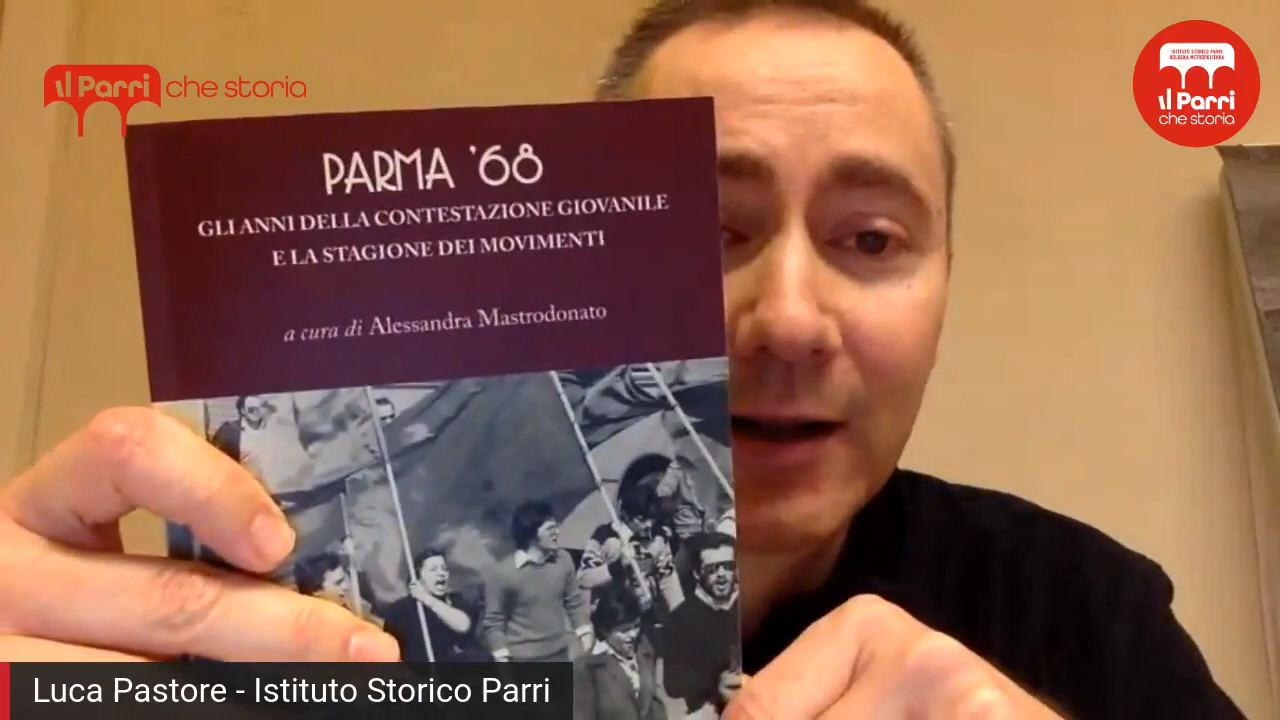 il Parri che storia
ISTITUTO STORICO PARRI
BOLOGNA METROPOLITANA
il Parri
che storia
PARMA '68
GLI ANNI DELLA CONTESTAZIONE GIOVANILE
E LA STAGIONE DEI MOVIMENTI
a cura di Alessandra Mastrodonato
Luca Pastore - Istituto Storico Parri